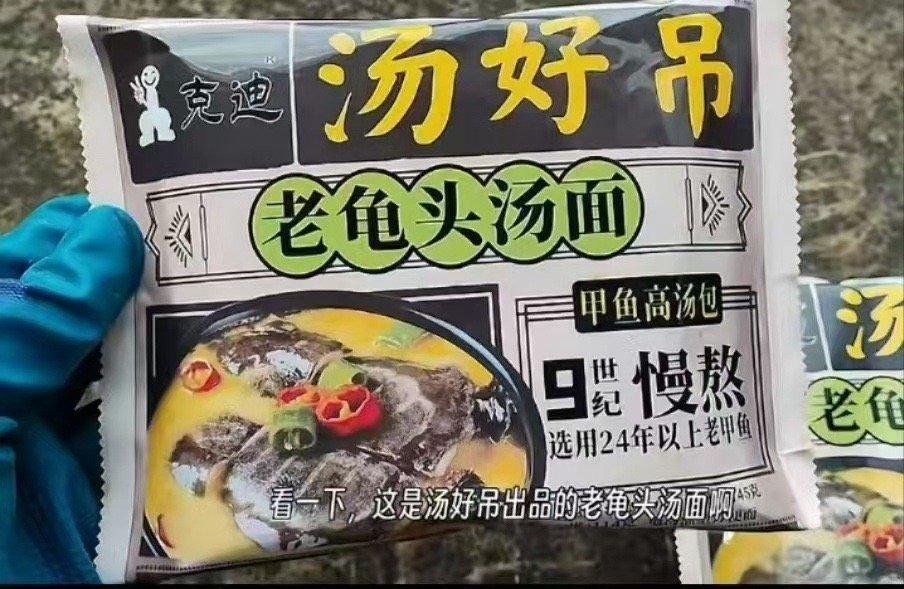 克迪
汤好吊
老龟头汤面
甲鱼高汤包
9世纪慢熬
选用24年以上老甲鱼
看一下,这是汤好吊出品的老龟头汤面啊
汤
老龟